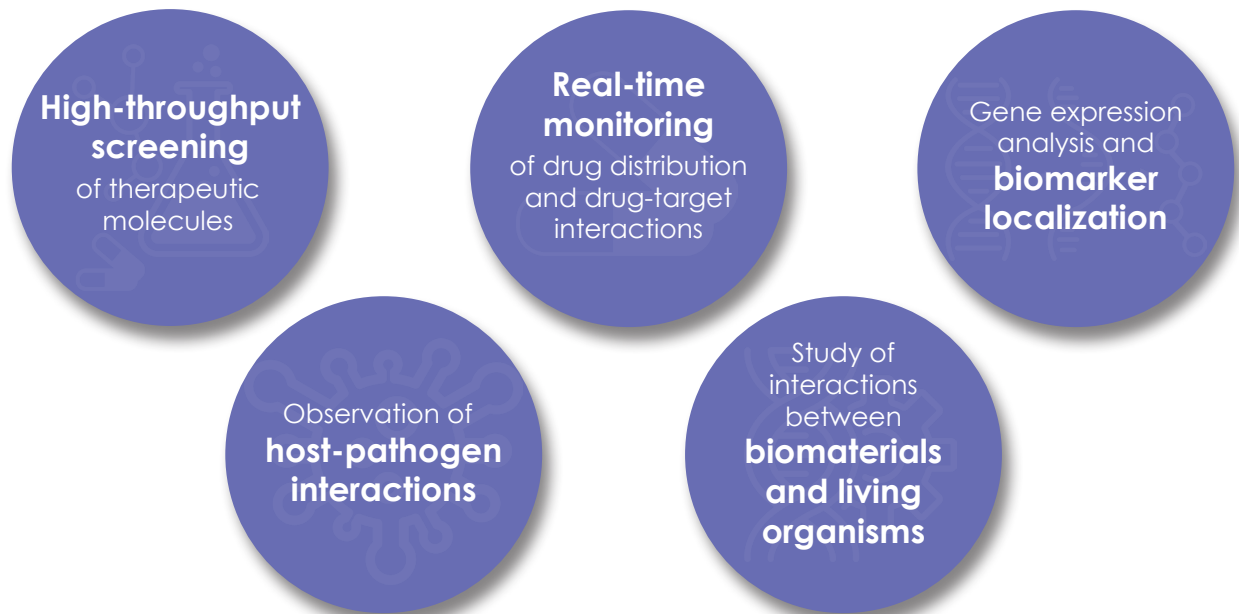 High-throughput
screening
of therapeutic
molecules
Real-time
monitoring
of drug distribution
and drug-target
interactions
Gene expression
analysis and
biomarker
localization
Observation of
host-pathogen
interactions
Study of
interactions
between
biomaterials
and living
organisms